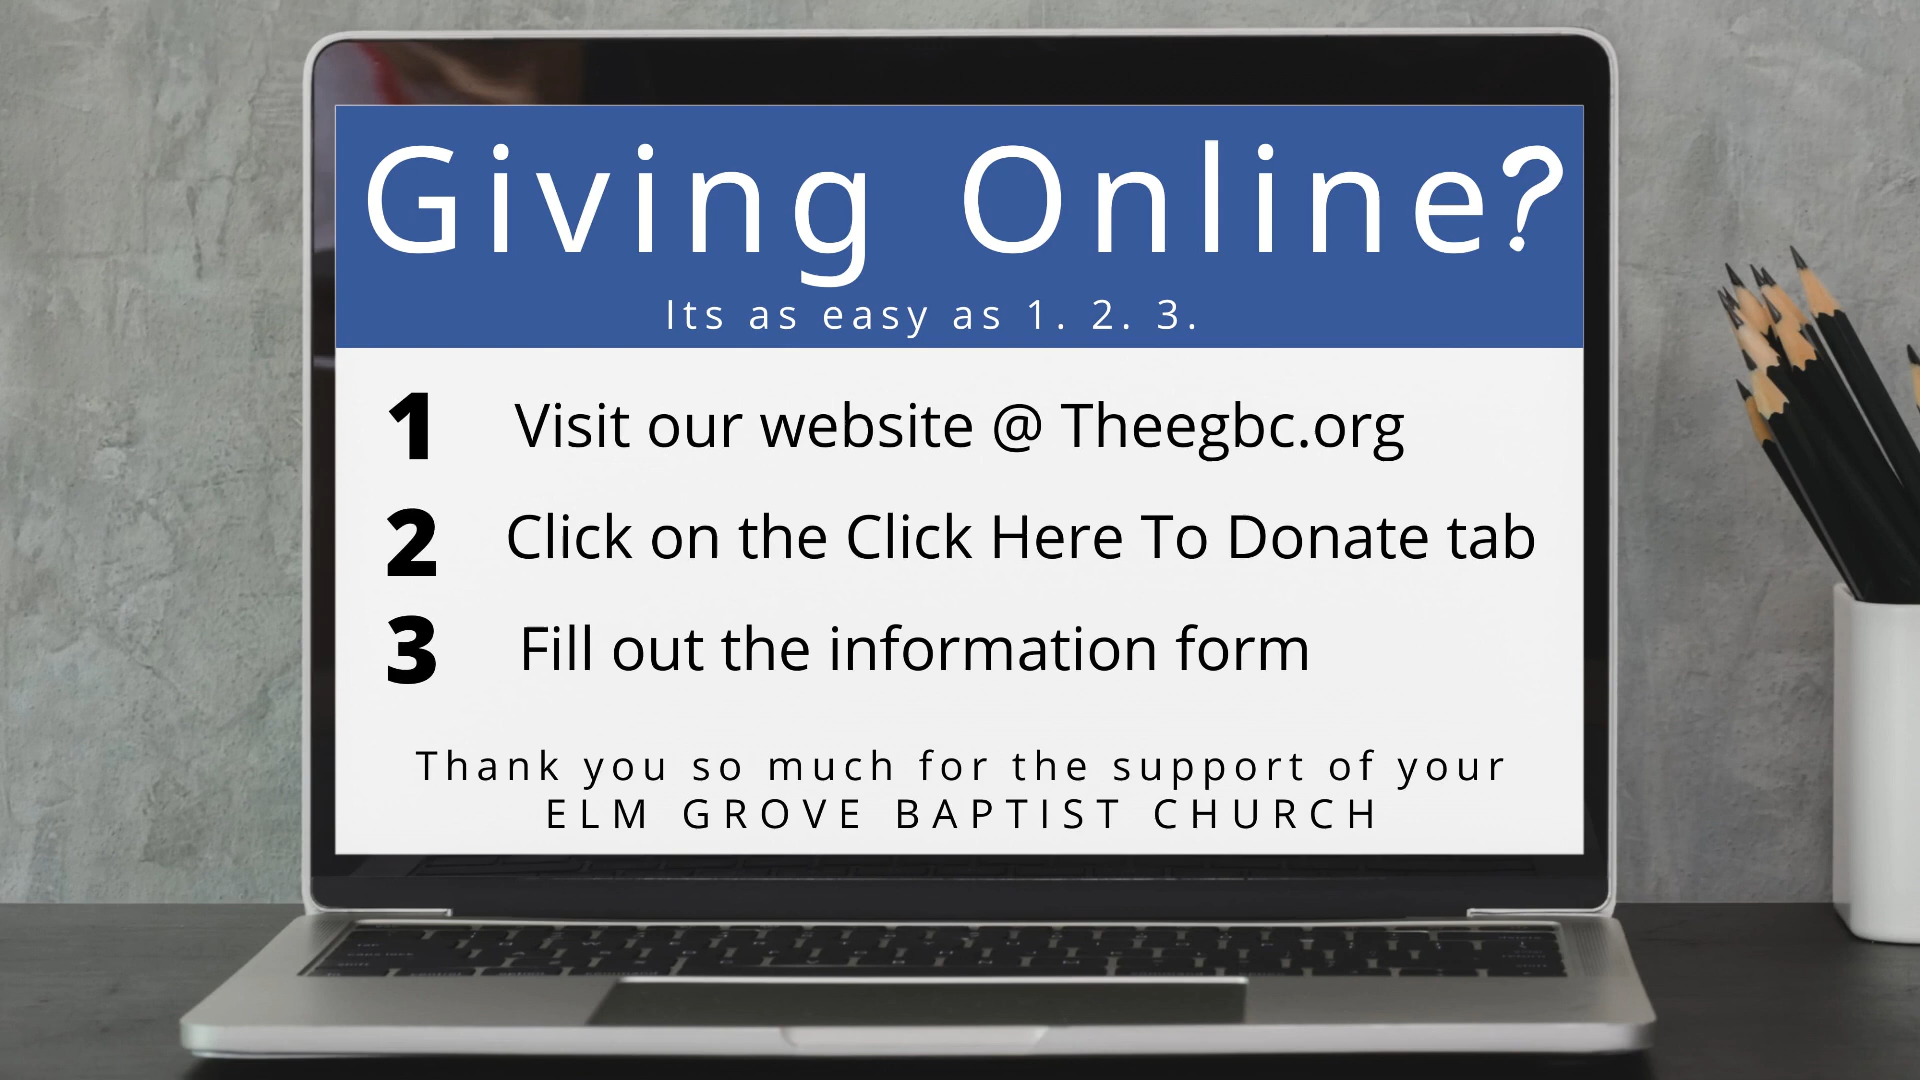 Giving Online?
Its as easy as 1. 2. 3.
1 Visit our website @ Theegbc.org
2 Click on the Click Here To Donate tab
3 Fill out the information form
Thank you so much for the support of your
ELM GROVE BAPTIST CHURCH